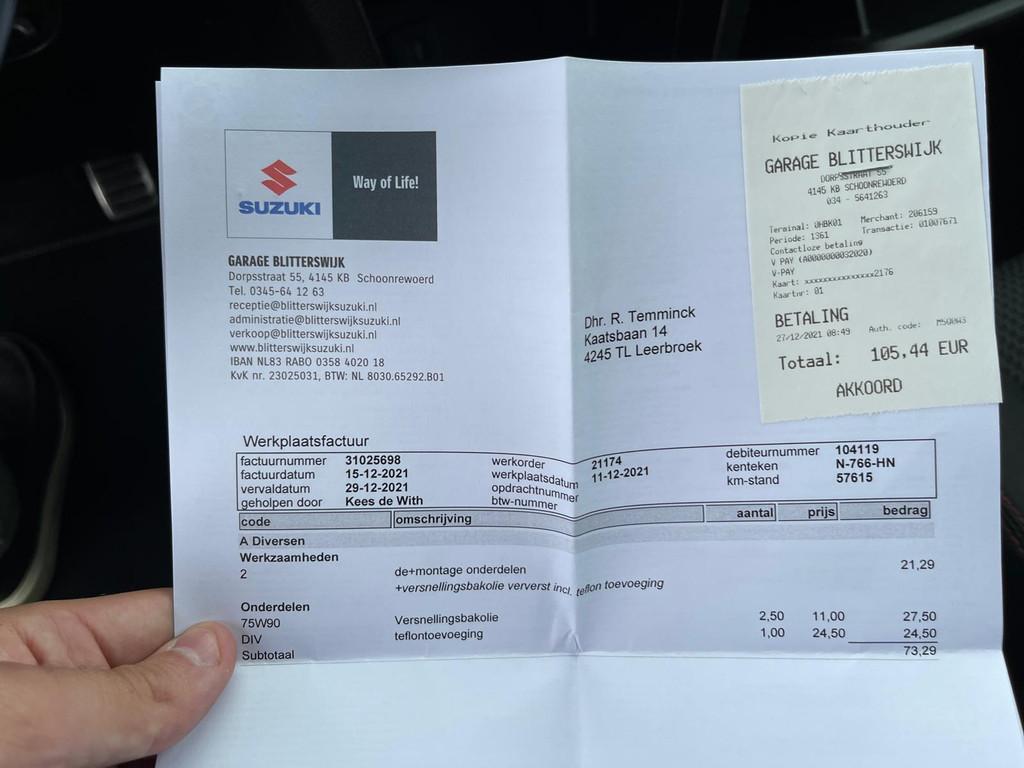 SUZUKI
Way of Life!
GARAGE BLITTERSWIJK
Dorpsstraat 55, 4145 KB Schoonrewoerd
Tel. 0345-64 12 63
receptie@blitterswijksuzuki.nl
administratie@blitterswijksuzuki.nl
verkoop@blitterswijksuzuki.nl
www.blitterswijksuzuki.nl
IBAN NL83 RABO 0358 4020 18
KvK nr. 23025031, BTW: NL 8030.65292.B01
Dhr. R. Temminck
Kaatsbaan 14
4245 TL Leerbroek
Kopie Kaarthouder
GARAGE BLITTERSWIJK
DORPSSTRAAT 55
4145 KB SCHOONREWOERD
034 - 5641263
Terminal: 0HBK01 Merchant: 206159
Periode: 1361 Transactie: 01007671
Contactloze betaling
V PAY (A0000000032020)
V-PAY
Kaart: xxxxxxxxxxxxxxx2176
Kaartnr: 01
BETALING
27/12/2021 08:49 Auth. code:
Totaal: 105,44 EUR
AKKOORD
Werkplaatsfactuur
factuurnummer 31025698 werkorder 21174 debiteurnummer 104119
factuurdatum 15-12-2021 werkplaatsdatum 11-12-2021 kenteken N-766-HN
vervaldatum 29-12-2021 opdrachtnummer km-stand 57615
geholpen door Kees de With btw-nummer
code omschrijving aantal prijs bedrag
A Diversen
Werkzaamheden
2 de+montage onderdelen 21,29
+versnellingsbakolie ververst incl. teflon toevoeging
Onderdelen
75W90 Versnellingsbakolie 2,50 11,00 27,50
DIV teflontoevoeging 1,00 24,50 24,50
Subtotaal 73,29